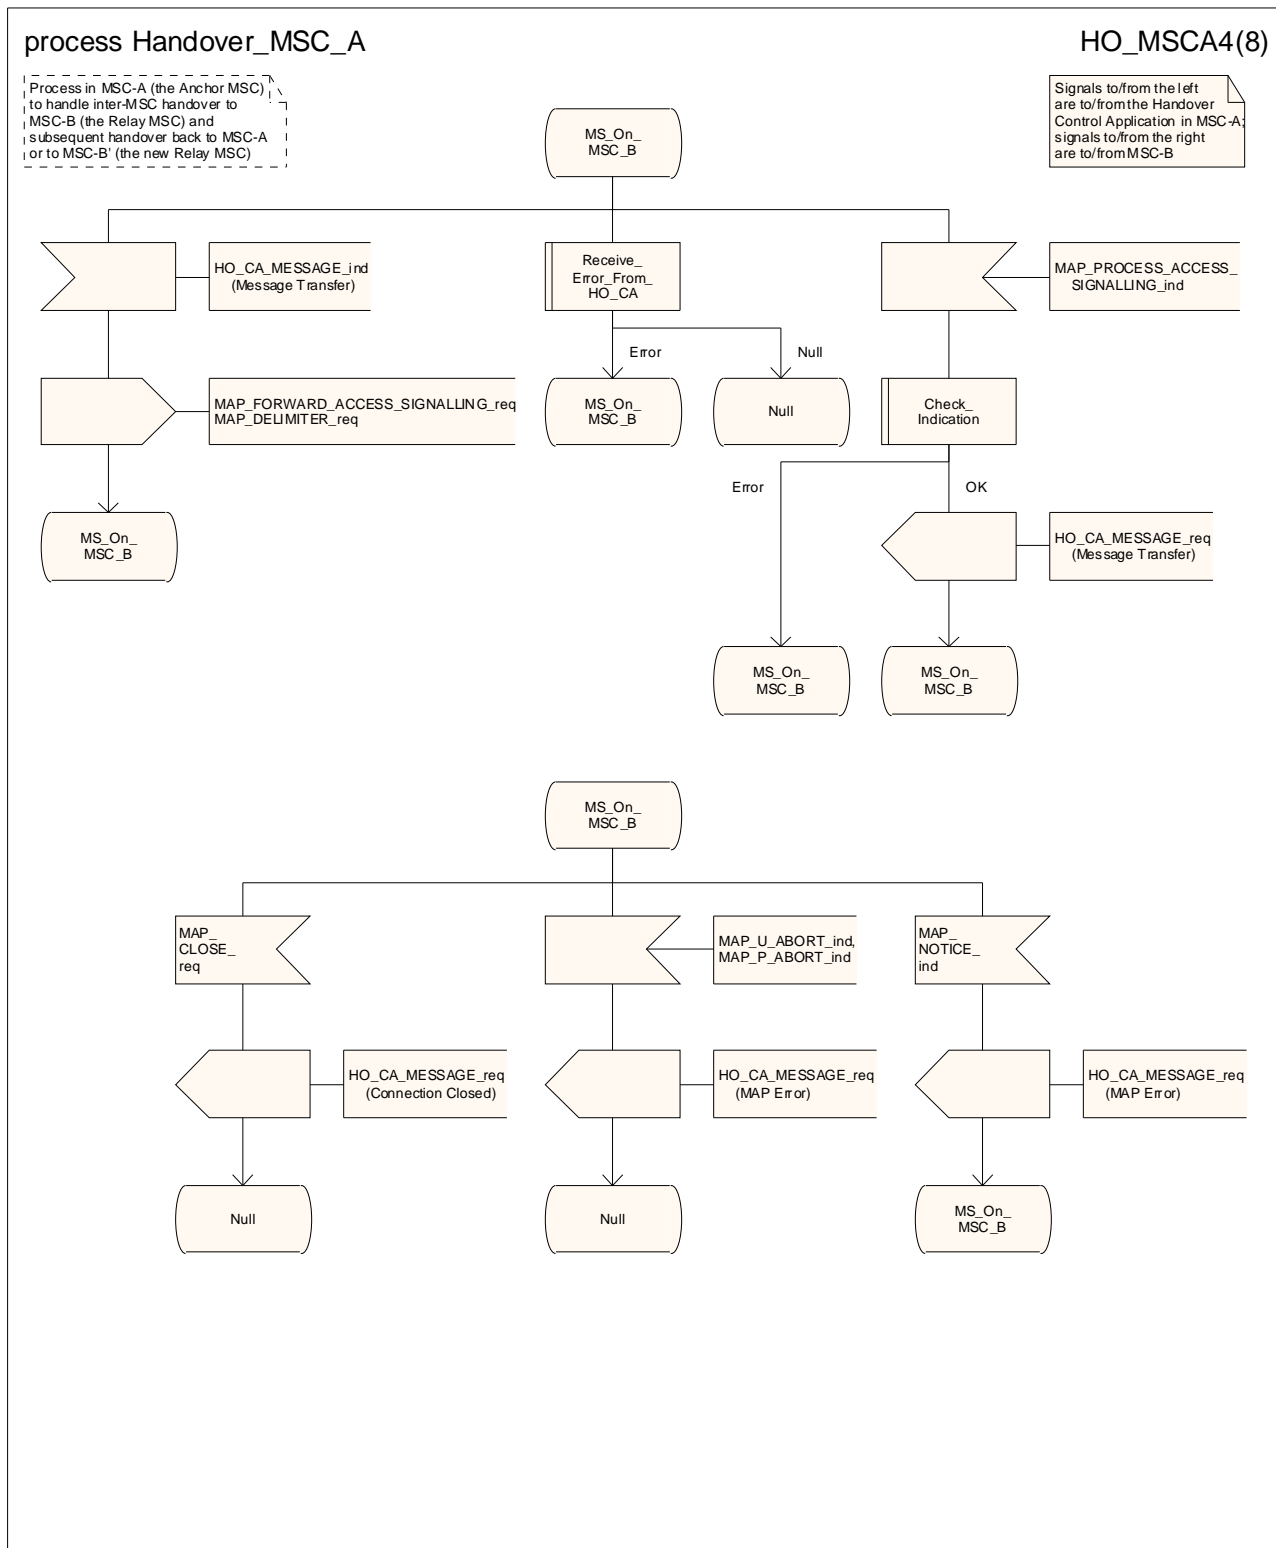 process Handover_MSC_A
HO_MSCA4(8)
Process in MSC-A (the Anchor MSC)
to handle inter-MSC handover to
MSC-B (the Relay MSC) and
subsequent handover back to MSC-A
or to MSC-B' (the new Relay MSC)
Signals to/from the left
are to/from the Handover
Control Application in MSC-A;
signals to/from the right
are to/from MSC-B
MS_On_
MSC_B
HO_CA_MESSAGE_ind
(Message Transfer)
Receive_
Error_From_
HO_CA
MAP_PROCESS_ACCESS_
SIGNALLING_ind
Error
Null
MAP_FORWARD_ACCESS_SIGNALLING_req
MAP_DELIMITER_req
MS_On_
MSC_B
Null
Check_
Indication
Error
OK
MS_On_
MSC_B
HO_CA_MESSAGE_req
(Message Transfer)
MS_On_
MSC_B
MS_On_
MSC_B
MS_On_
MSC_B
MAP_
CLOSE_
req
MAP_U_ABORT_ind,
MAP_P_ABORT_ind
MAP_
NOTICE_
ind
HO_CA_MESSAGE_req
(Connection Closed)
HO_CA_MESSAGE_req
(MAP Error)
HO_CA_MESSAGE_req
(MAP Error)
Null
Null
MS_On_
MSC_B